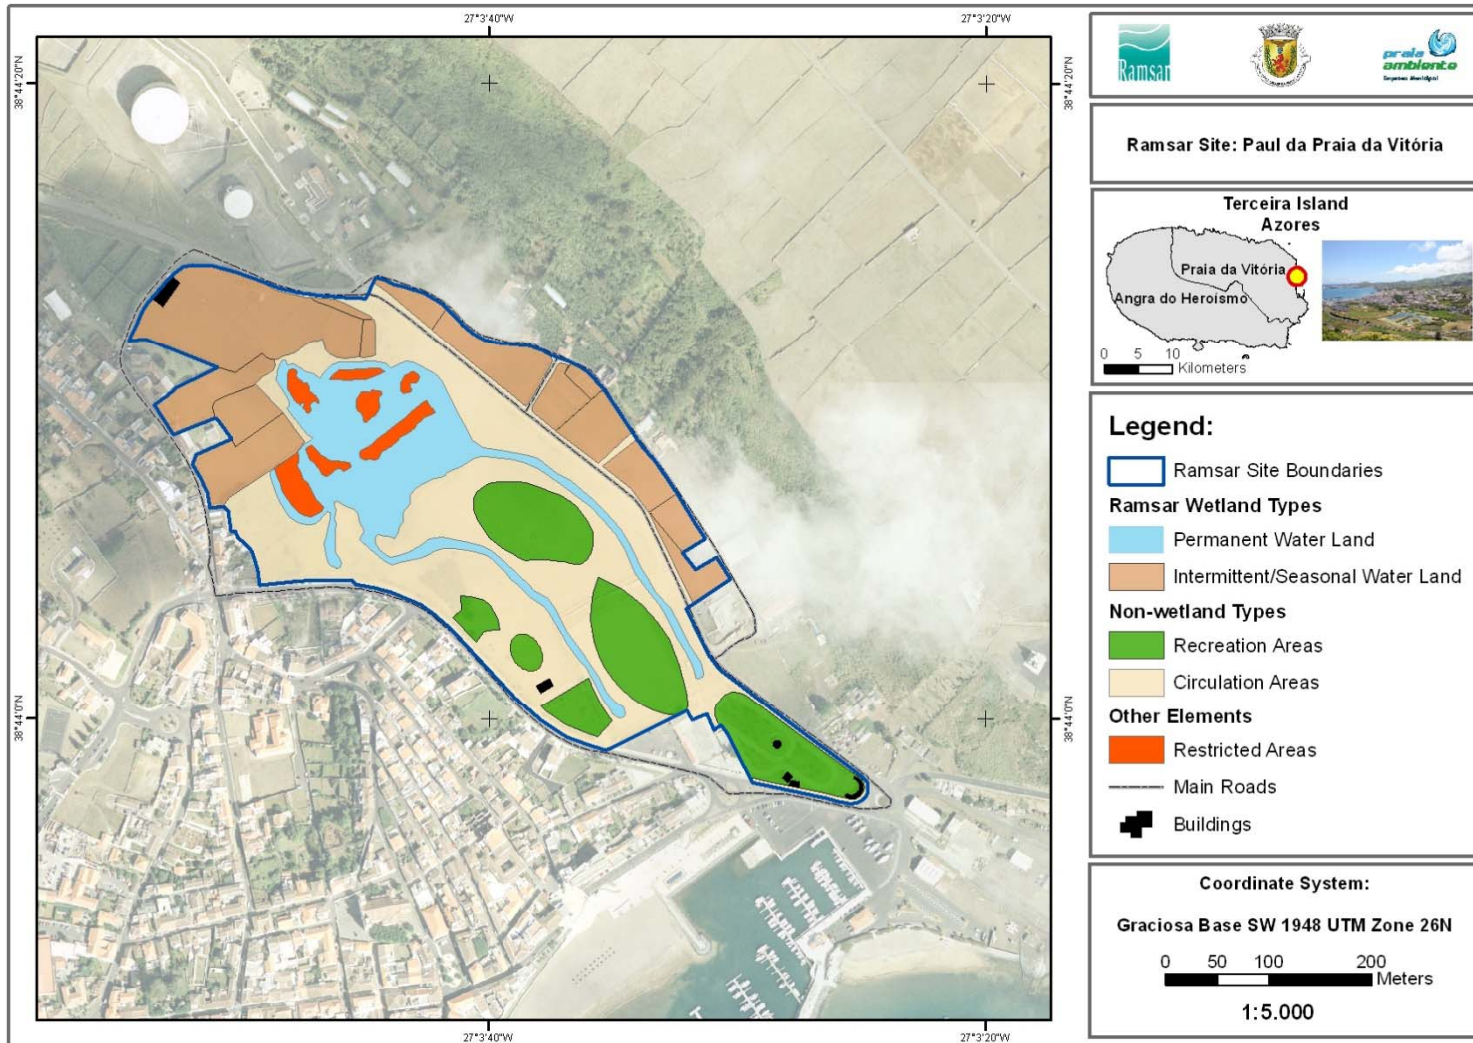 27°3'40"W
27°3'20"W
38°44'20"N
38°44'20"N
38°44'0"N
38°44'0"N
27°3'40"W
27°3'20"W
Ramsar
praia
ambiente
Empresa Municipal
Ramsar Site: Paul da Praia da Vitória
Terceira Island
Azores
Praia da Vitória
Angra do Heroísmo
0 5 10
Kilometers
Legend:
Ramsar Site Boundaries
Ramsar Wetland Types
Permanent Water Land
Intermittent/Seasonal Water Land
Non-wetland Types
Recreation Areas
Circulation Areas
Other Elements
Restricted Areas
Main Roads
Buildings
Coordinate System:
Graciosa Base SW 1948 UTM Zone 26N
0 50 100 200
Meters
1:5.000